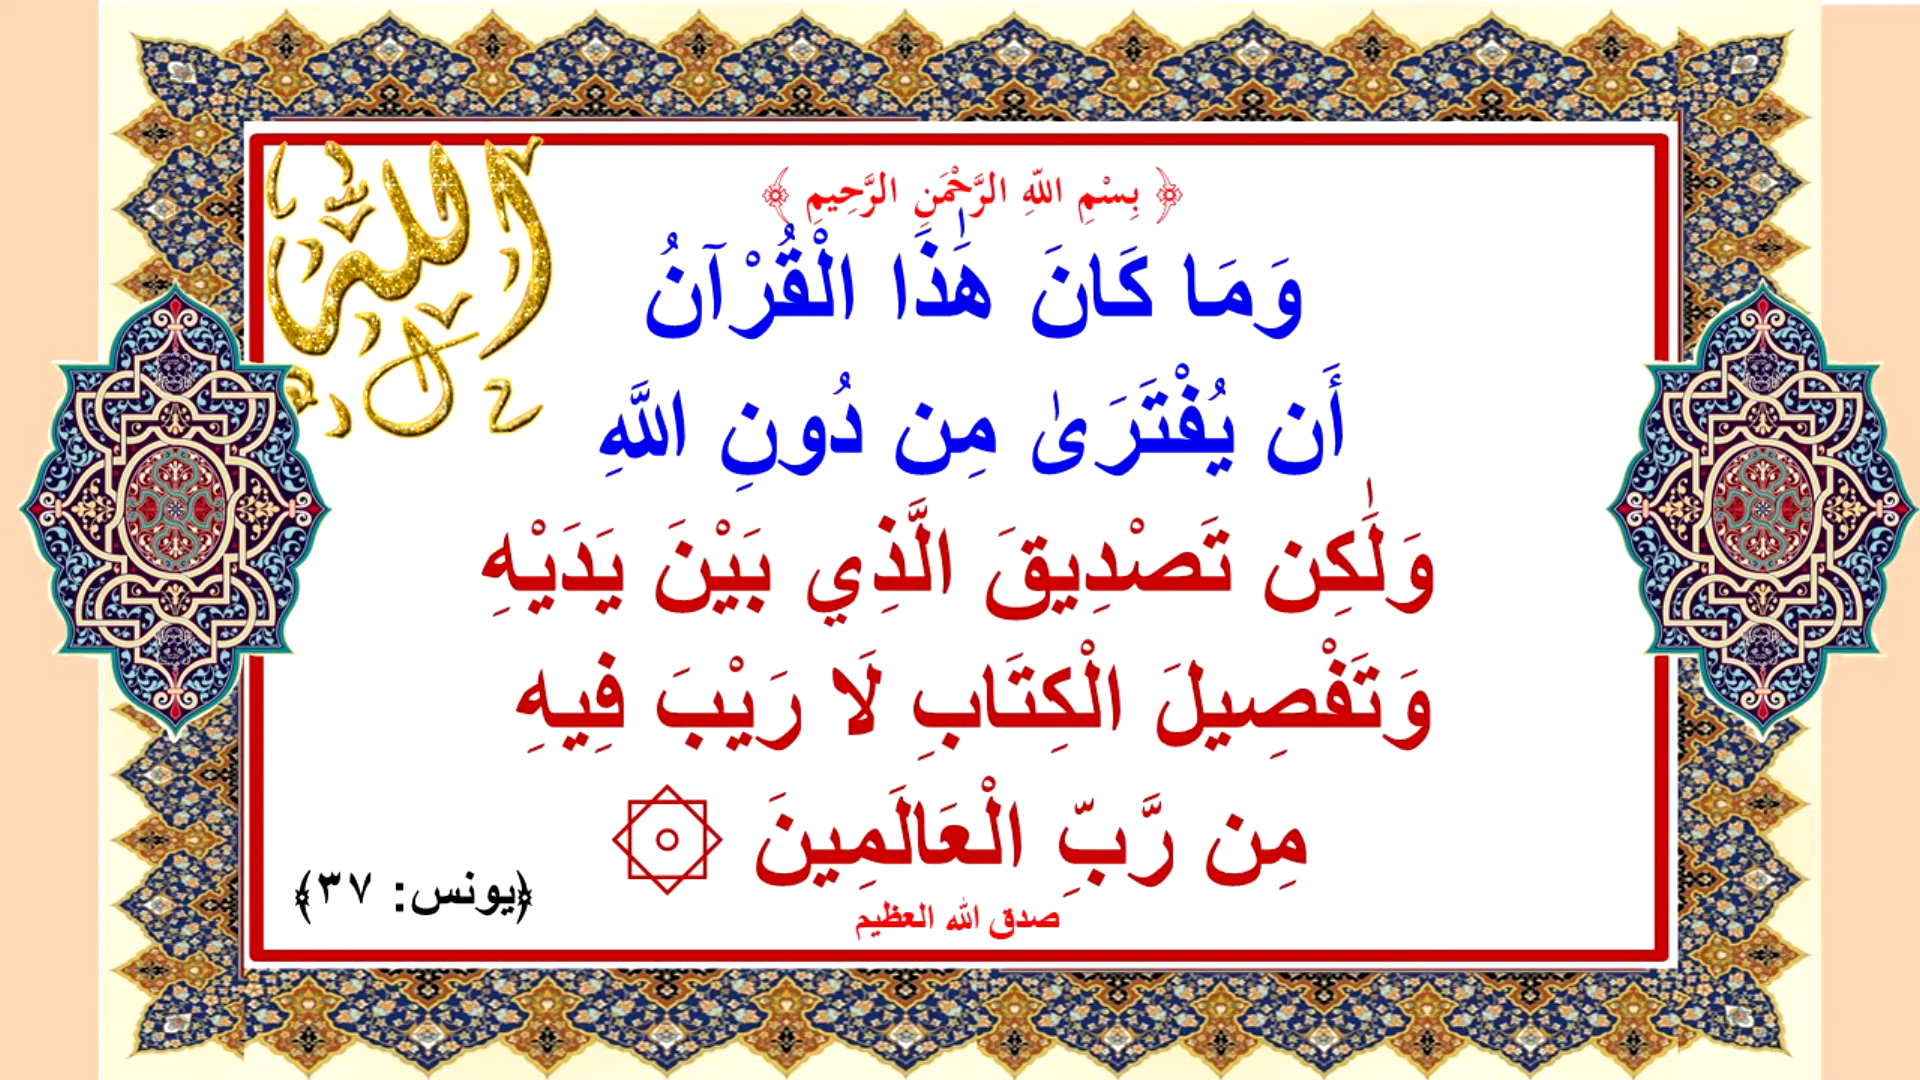 ﴿ بِسْمِ اللّهِ الرَّحْمَنِ الرَّحِيمِ ﴾
الله
وَمَا كَانَ هَٰذَا الْقُرْآنُ
أَن يُفْتَرَىٰ مِن دُونِ اللَّهِ
وَلَٰكِن تَصْدِيقَ الَّذِي بَيْنَ يَدَيْهِ
وَتَفْصِيلَ الْكِتَابِ لَا رَيْبَ فِيهِ
مِن رَّبِّ الْعَالَمِينَ ۞
﴿يونس: ٣٧﴾
صدق الله العظيم